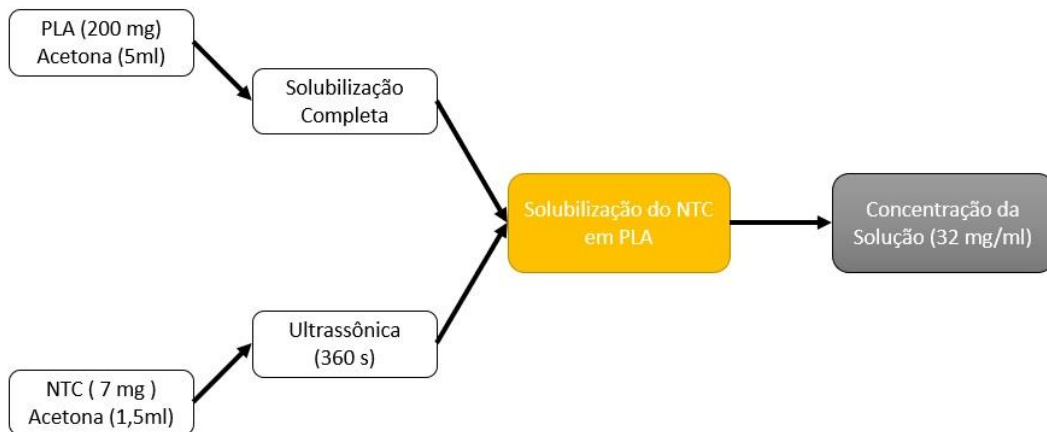 PLA (200 mg)
Acetona (5ml)
Solubilização
Completa
Solubilização do NTC
em PLA
Concentração da
Solução (32 mg/ml)
Ultrassônica
(360 s)
NTC ( 7 mg )
Acetona (1,5ml)